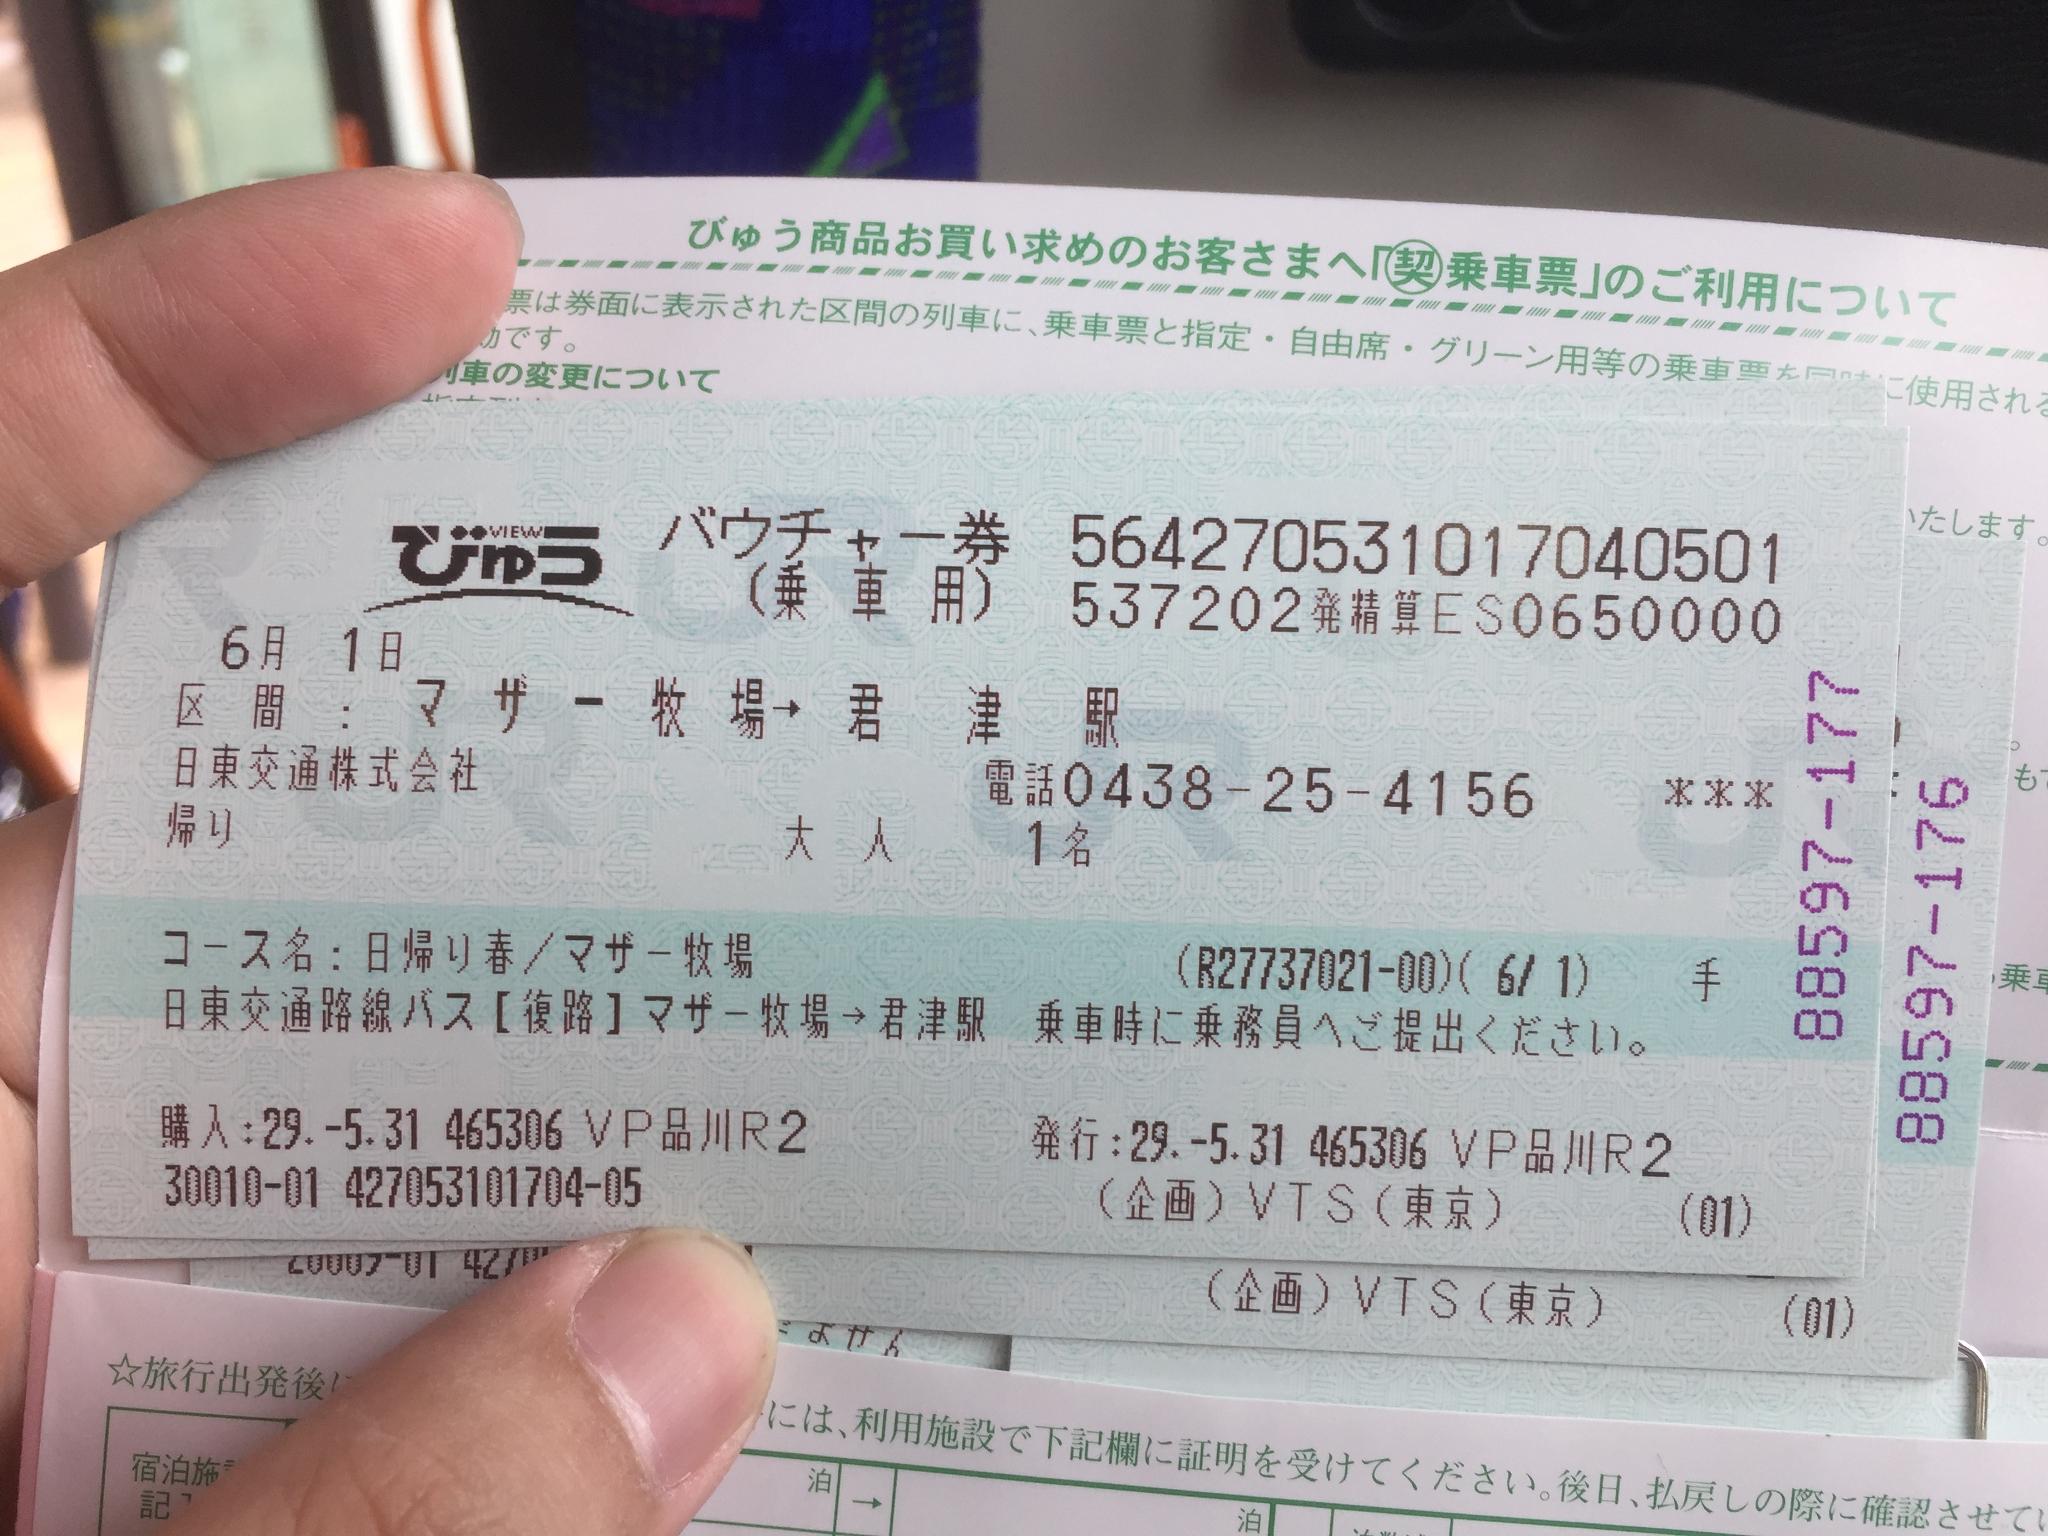 びゅう商品お買い求めのお客さまへ「㊋乗車票」のご利用について
票は券面に表示された区間の列車に、乗車票と指定・自由席・グリーン用等の乗車票を同時に使用される
効です。
列車の変更について
いたします。
VIEW
びゅう
バウチャー券 564270531017040501
(乗車用) 537202発精算ES0650000
6月 1日
区間:マザー牧場→君津駅
日東交通株式会社 電話0438-25-4156 ***
帰り 大人 1名
コース名:日帰り春/マザー牧場 (R27737021-00)( 6/ 1) 手
日東交通路線バス[復路]マザー牧場→君津駅 乗車時に乗務員へご提出ください。
購入:29.-5.31 465306 VP品川R2 発行:29.-5.31 465306 VP品川R2
30010-01 427053101704-05 (企画)VTS(東京) (01)
88597-177
88597-176
(企画)VTS(東京) (01)
ません
☆旅行出発後に
には、利用施設で下記欄に証明を受けてください。後日、払戻しの際に確認させてい
宿泊施
泊 →
泊